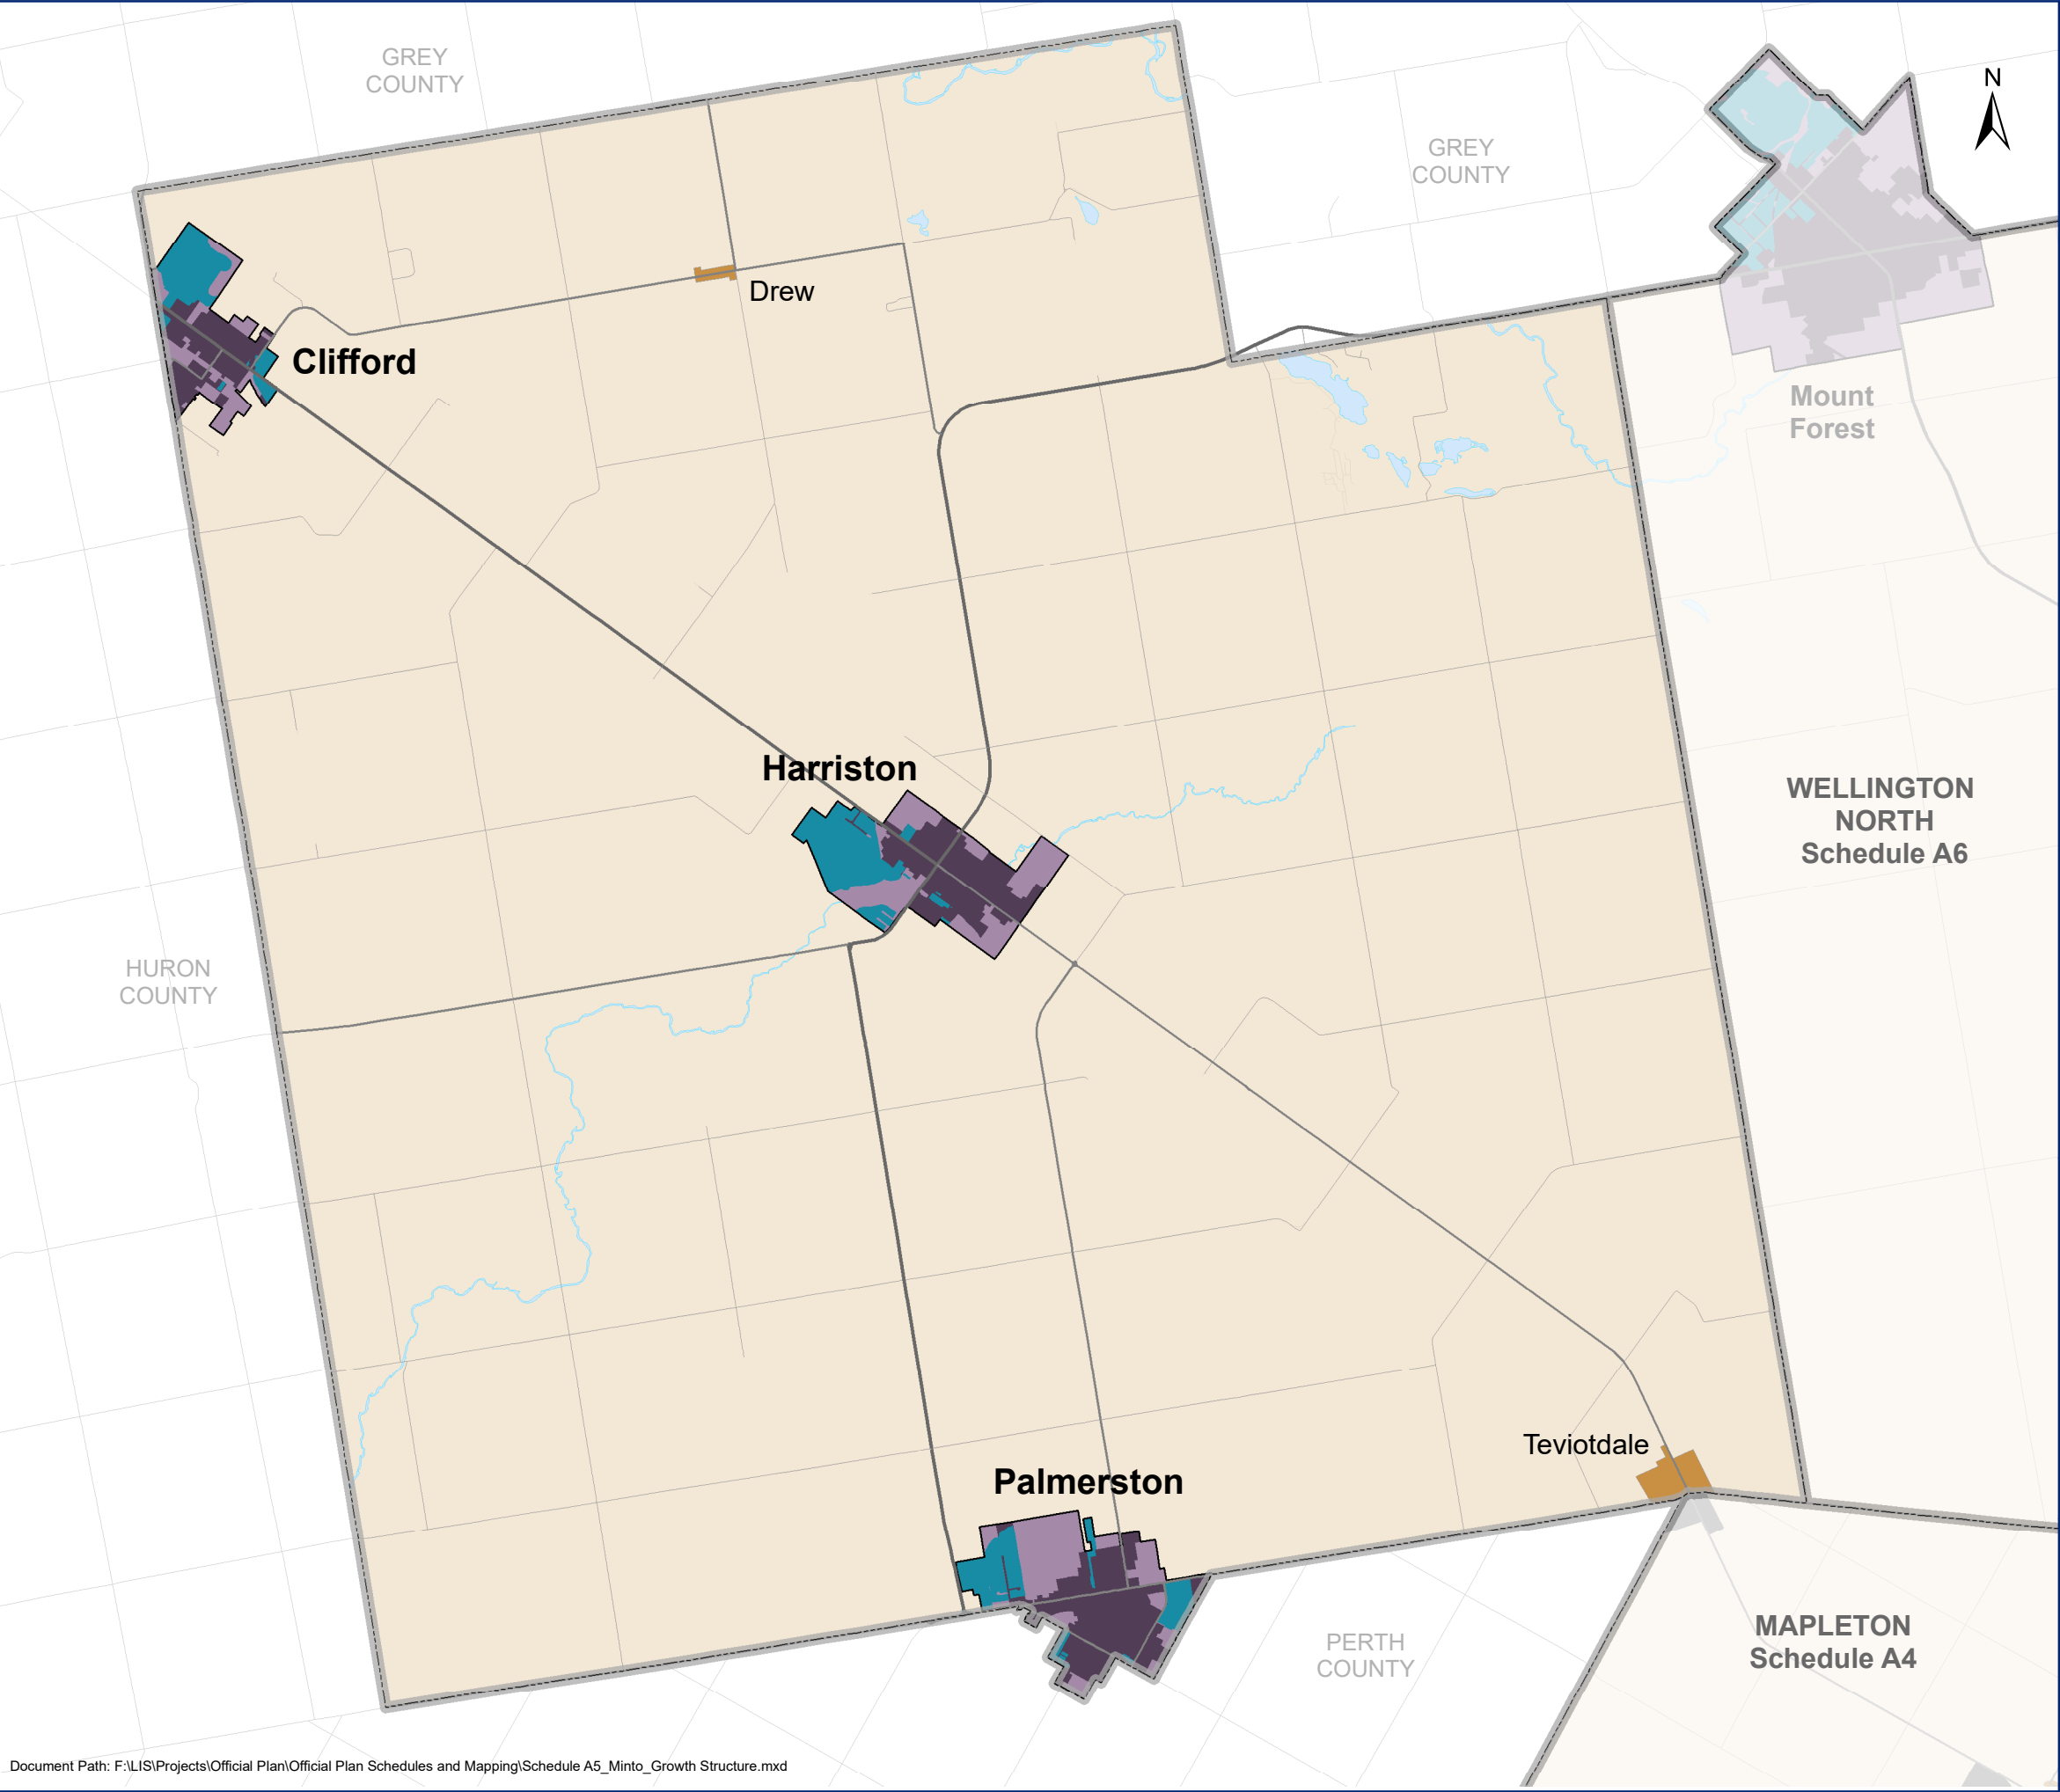 GREY
COUNTY
N
GREY
COUNTY
Drew
Clifford
Mount
Forest
Harriston
WELLINGTON
NORTH
Schedule A6
HURON
COUNTY
Teviotdale
Palmerston
MAPLETON
Schedule A4
PERTH
COUNTY
Document Path: F:\LIS\Projects\Official Plan\Official Plan Schedules and Mapping\Schedule A5_Minto_Growth Structure.mxd